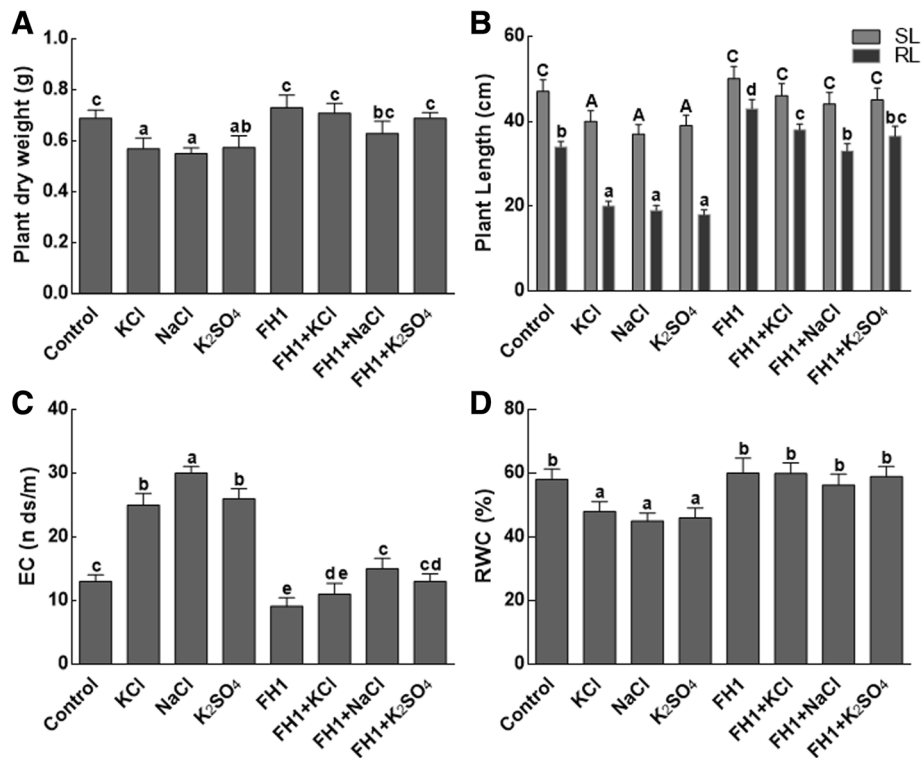 A
Plant dry weight (g)
1.0
0.8
0.6
0.4
0.2
0.0
c
a
a
ab
c
c
bc
c
Control
KCl
NaCl
K₂SO₄
FH1
FH1+KCl
FH1+NaCl
FH1+K₂SO₄
B
Plant Length (cm)
60
40
20
0
SL
RL
C
b
A
a
A
a
A
a
C
d
C
c
C
b
C
bc
Control
KCl
NaCl
K₂SO₄
FH1
FH1+KCl
FH1+NaCl
FH1+K₂SO₄
C
EC (n ds/m)
40
30
20
10
0
c
b
a
b
e
de
c
cd
Control
KCl
NaCl
K₂SO₄
FH1
FH1+KCl
FH1+NaCl
FH1+K₂SO₄
D
RWC (%)
80
60
40
20
0
b
a
a
a
b
b
b
b
Control
KCl
NaCl
K₂SO₄
FH1
FH1+KCl
FH1+NaCl
FH1+K₂SO₄